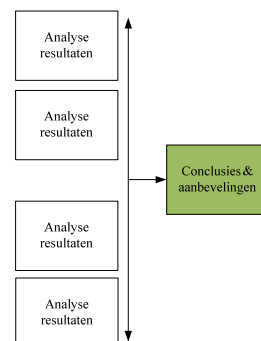 Analyse
resultaten
Analyse
resultaten
Conclusies &
aanbevelingen
Analyse
resultaten
Analyse
resultaten